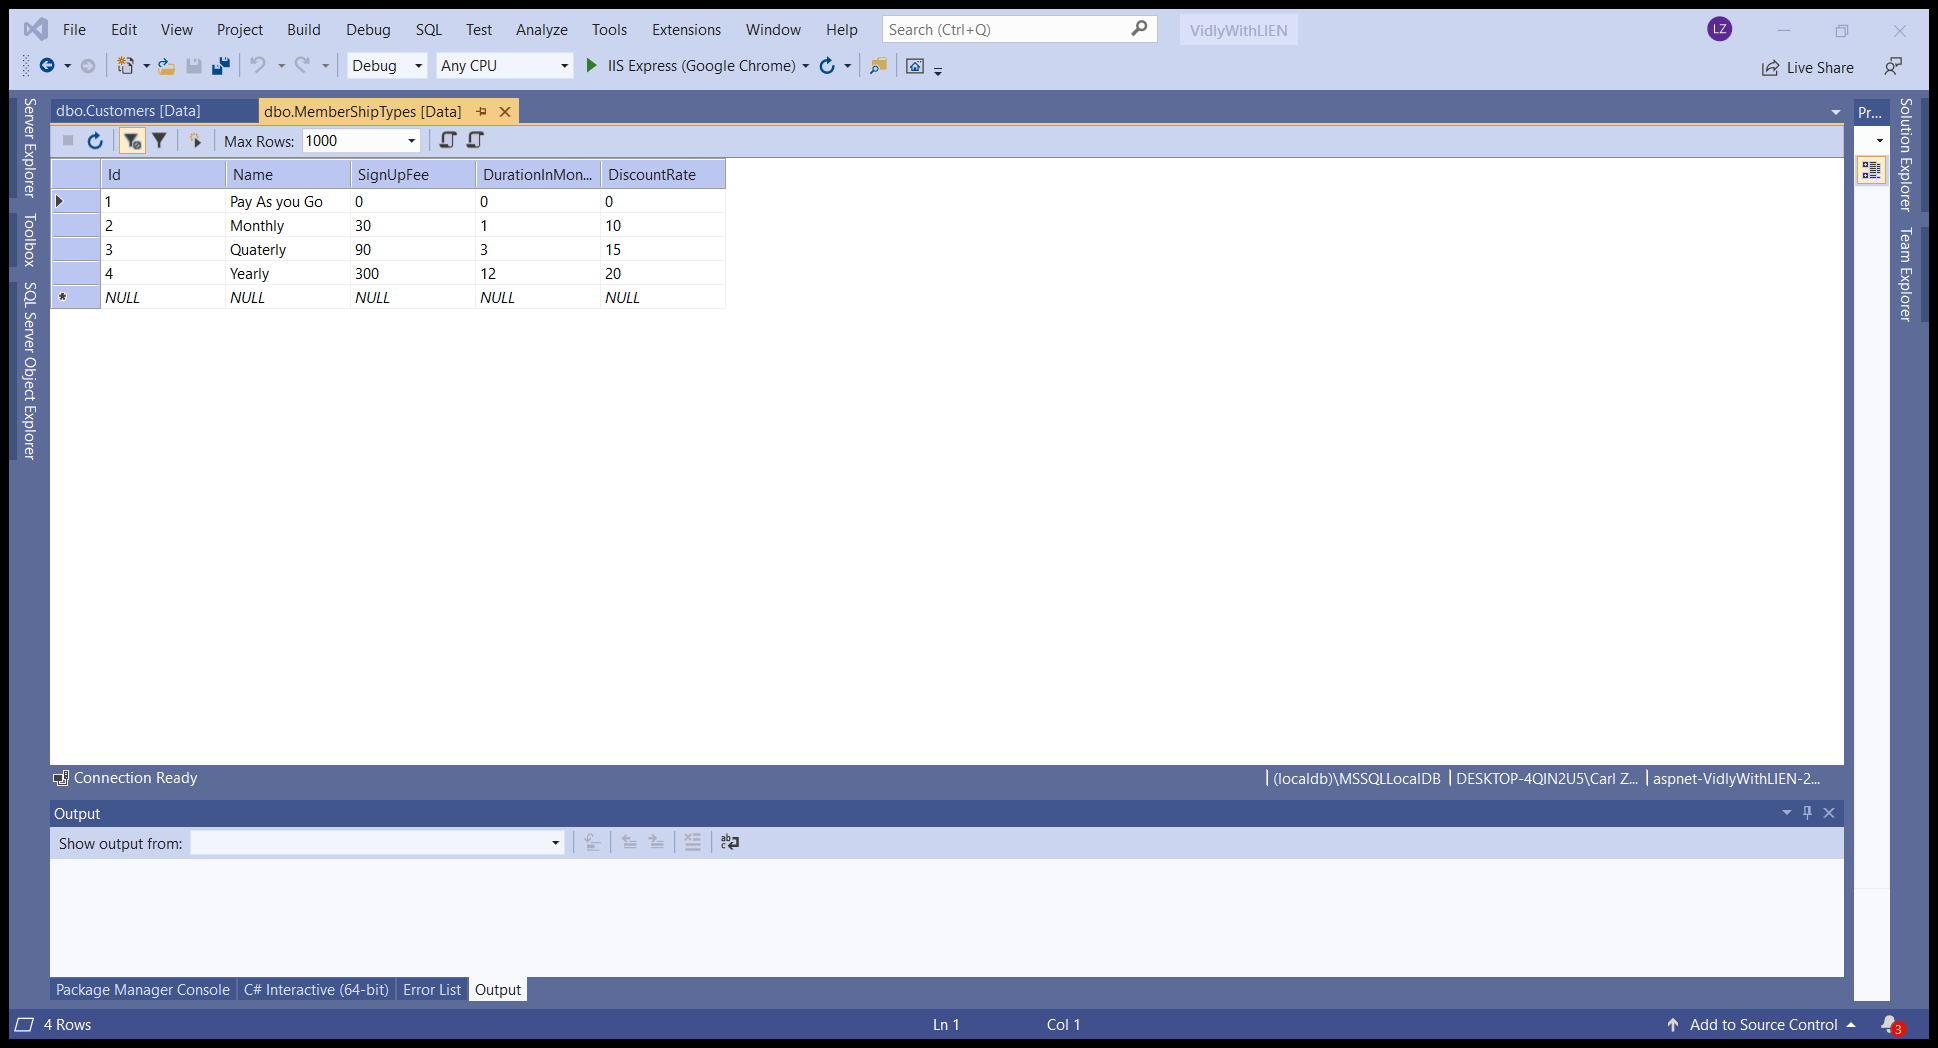 File Edit View Project Build Debug SQL Test Analyze Tools Extensions Window Help Search (Ctrl+Q) VidlyWithLIEN LZ
Debug Any CPU IIS Express (Google Chrome) Live Share
Server Explorer
Toolbox
SQL Server Object Explorer
dbo.Customers [Data] dbo.MemberShipTypes [Data]
Max Rows: 1000
Id Name SignUpFee DurationInMon... DiscountRate
1 Pay As you Go 0 0 0
2 Monthly 30 1 10
3 Quaterly 90 3 15
4 Yearly 300 12 20
NULL NULL NULL NULL NULL
Pr...
Solution Explorer
Team Explorer
Connection Ready (localdb)\MSSQLLocalDB DESKTOP-4QIN2U5\Carl Z... aspnet-VidlyWithLIEN-2...
Output
Show output from:
Package Manager Console C# Interactive (64-bit) Error List Output
4 Rows Ln 1 Col 1 Add to Source Control 3